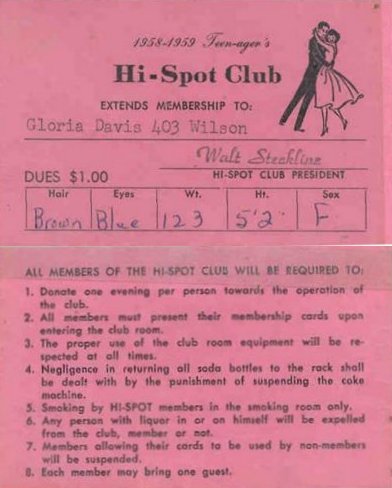 1958-1959 Teen-ager's
Hi-Spot Club
EXTENDS MEMBERSHIP TO:
Gloria Davis 403 Wilson
Walt Steckline
DUES $1.00 HI-SPOT CLUB PRESIDENT
Hair Eyes Wt. Ht. Sex
Brown Blue 123 5'2" F
ALL MEMBERS OF THE HI-SPOT CLUB WILL BE REQUIRED TO:
1. Donate one evening per person towards the operation of
the club.
2. All members must present their membership cards upon
entering the club room.
3. The proper use of the club room equipment will be re-
spected at all times.
4. Negligence in returning all soda bottles to the rack shall
be dealt with by the punishment of suspending the coke
machine.
5. Smoking by HI-SPOT members in the smoking room only.
6. Any person with liquor in or on himself will be expelled
from the club, member or not.
7. Members allowing their cards to be used by non-members
will be suspended.
8. Each member may bring one guest.